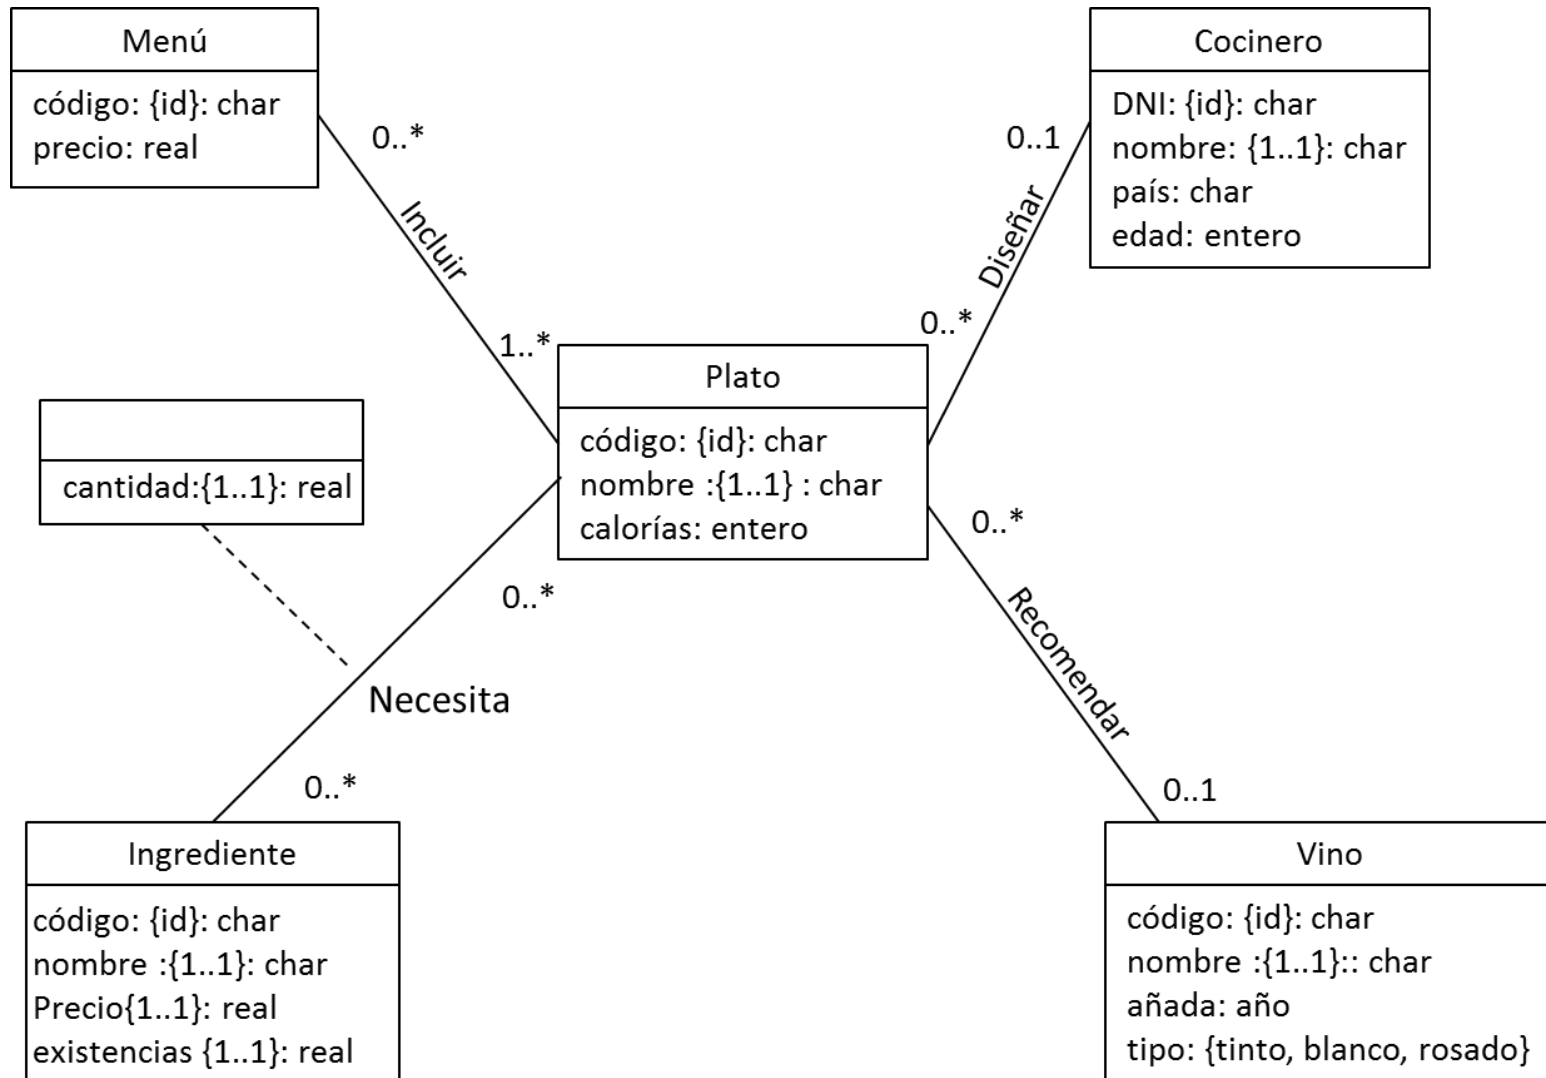 Menú
código: {id}: char
precio: real
Cocinero
DNI: {id}: char
nombre: {1..1}: char
país: char
edad: entero
0..*
Incluir
1..*
0..1
Diseñar
0..*
Plato
código: {id}: char
nombre :{1..1} : char
calorías: entero
cantidad:{1..1}: real
0..*
Necesita
0..*
0..*
Recomendar
0..1
Ingrediente
código: {id}: char
nombre :{1..1}: char
Precio{1..1}: real
existencias {1..1}: real
Vino
código: {id}: char
nombre :{1..1}:: char
añada: año
tipo: {tinto, blanco, rosado}